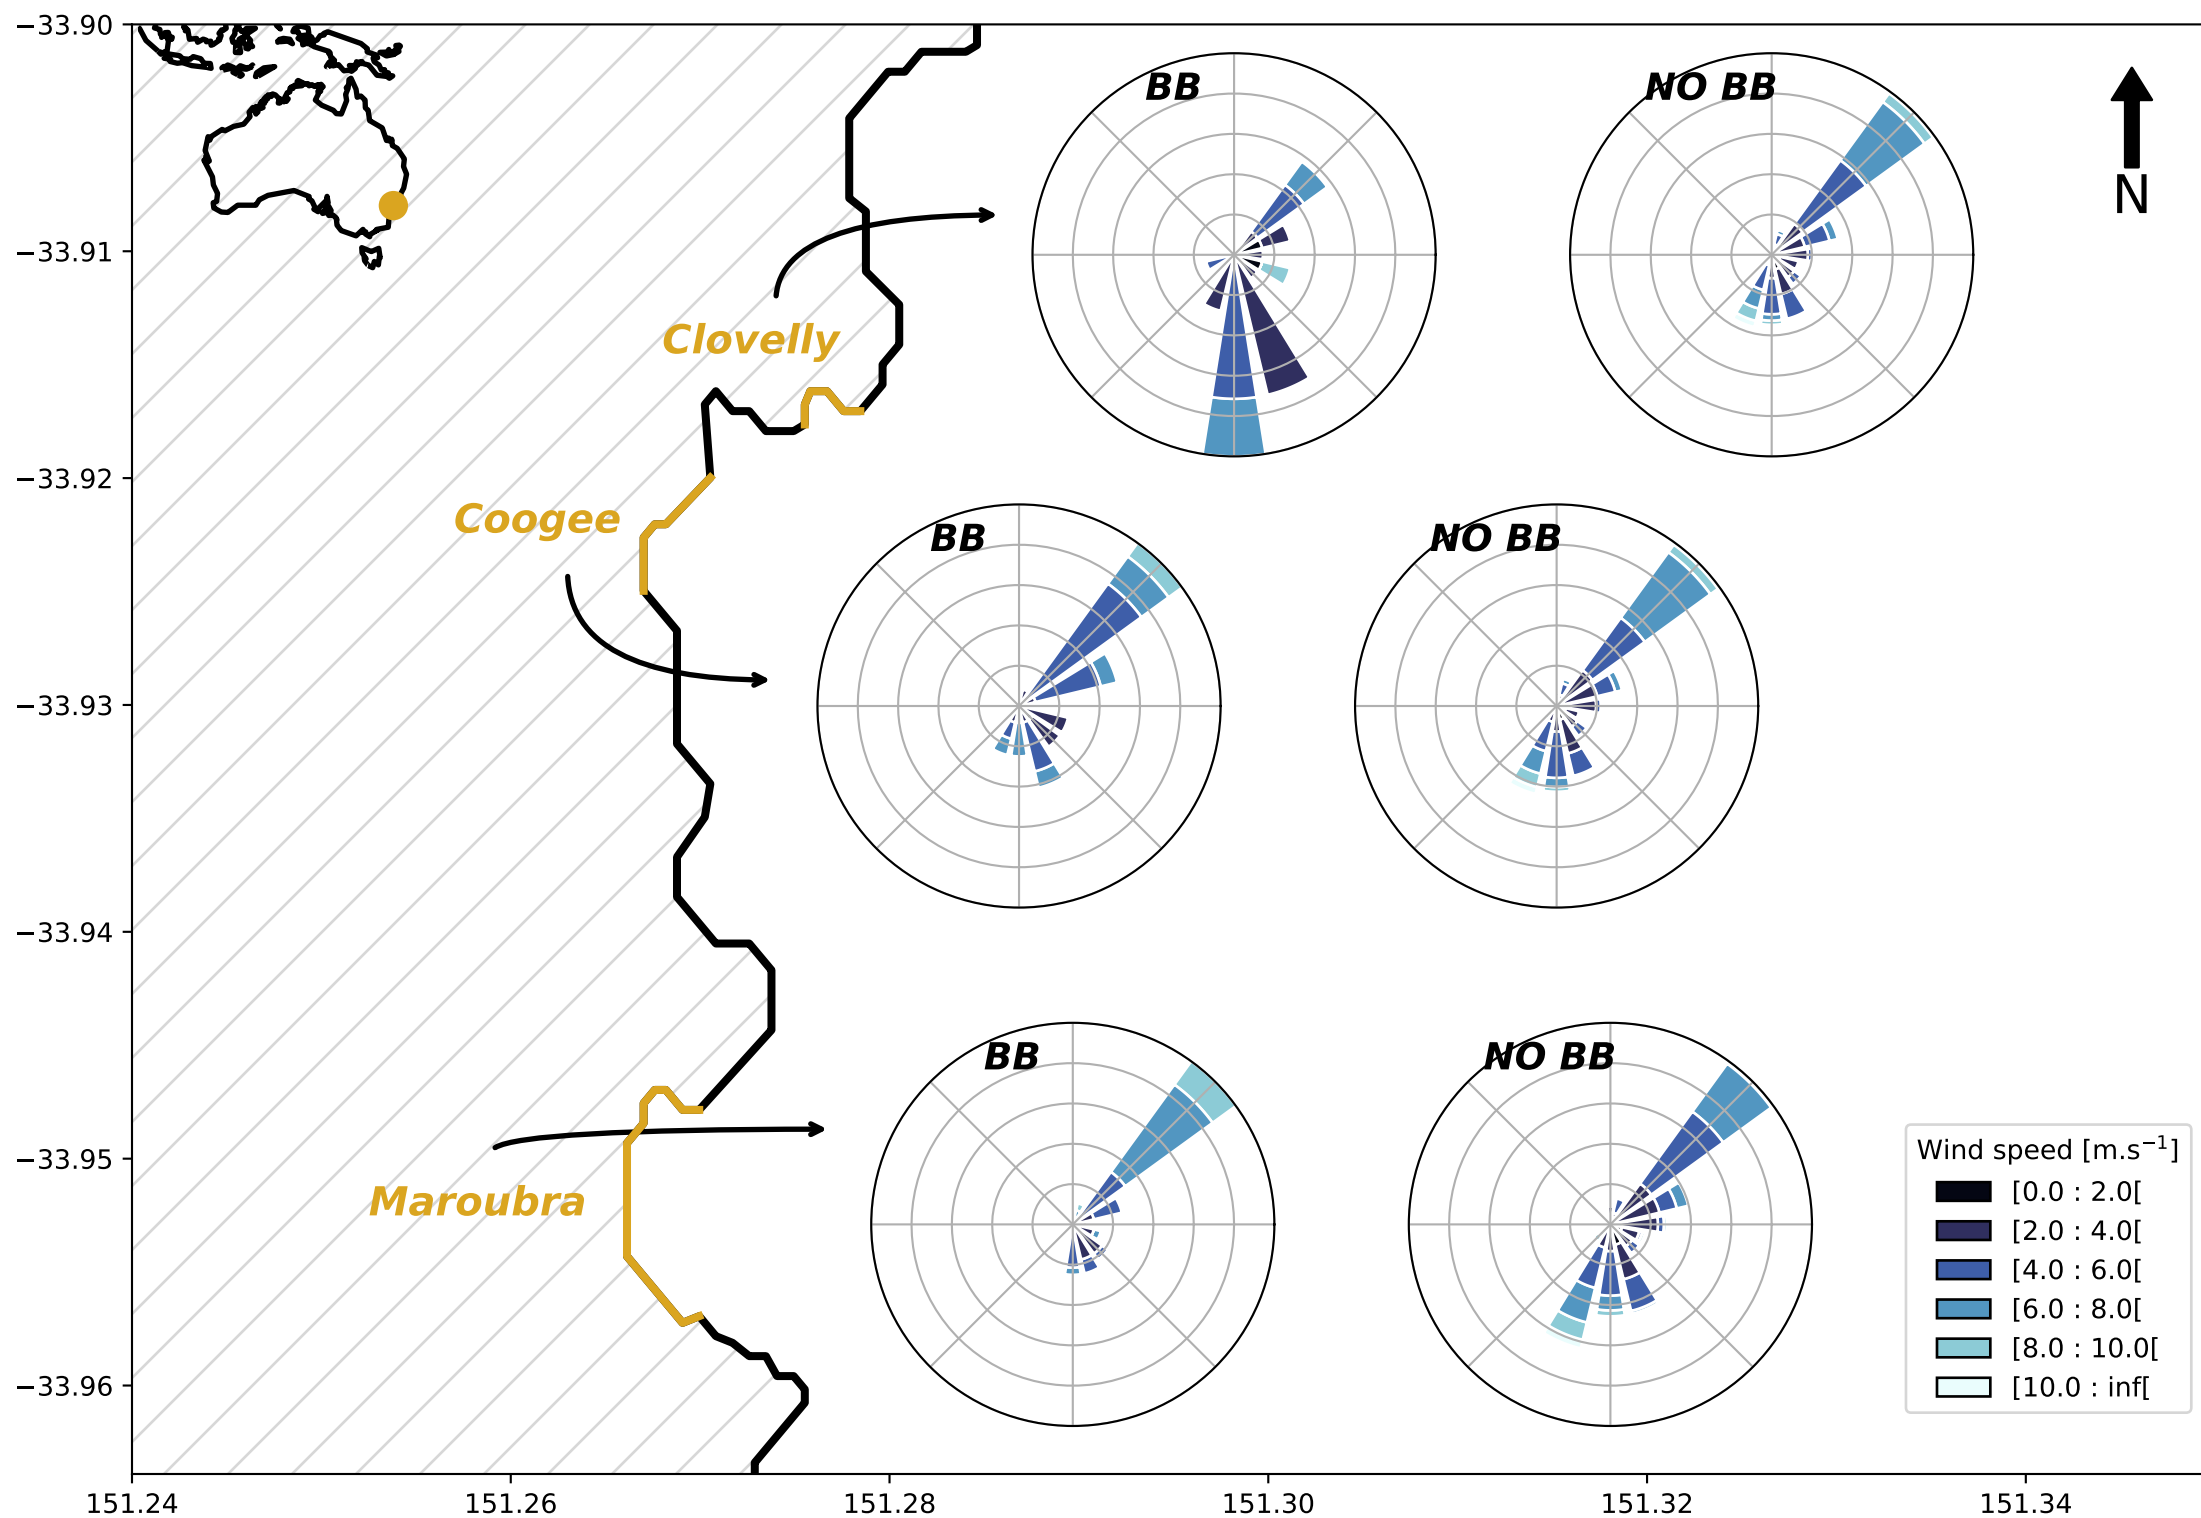 −33.90
−33.91
−33.92
−33.93
−33.94
−33.95
−33.96
151.24
151.26
151.28
151.30
151.32
151.34
Clovelly
Coogee
Maroubra
BB
NO BB
BB
NO BB
BB
NO BB
N
Wind speed [m.s⁻¹]
[0.0 : 2.0[
[2.0 : 4.0[
[4.0 : 6.0[
[6.0 : 8.0[
[8.0 : 10.0[
[10.0 : inf[